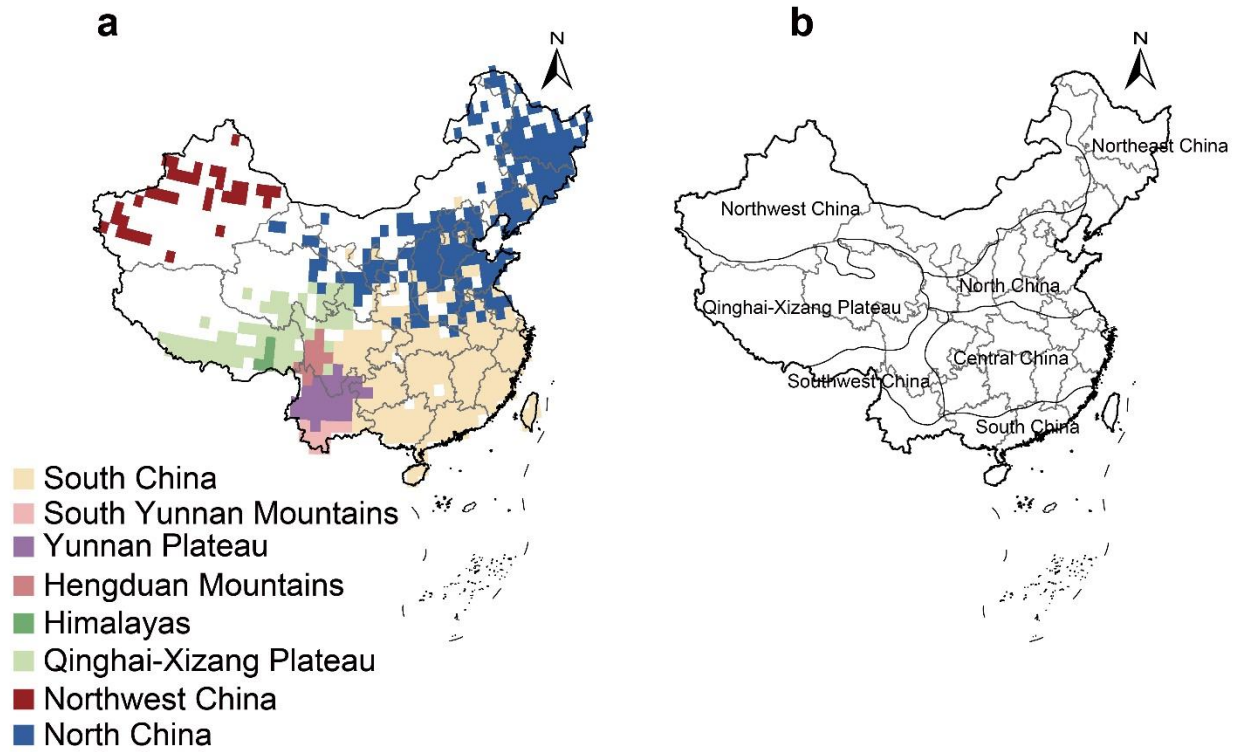 a
N
South China
South Yunnan Mountains
Yunnan Plateau
Hengduan Mountains
Himalayas
Qinghai-Xizang Plateau
Northwest China
North China
b
N
Northeast China
Northwest China
North China
Qinghai-Xizang Plateau
Central China
Southwest China
South China